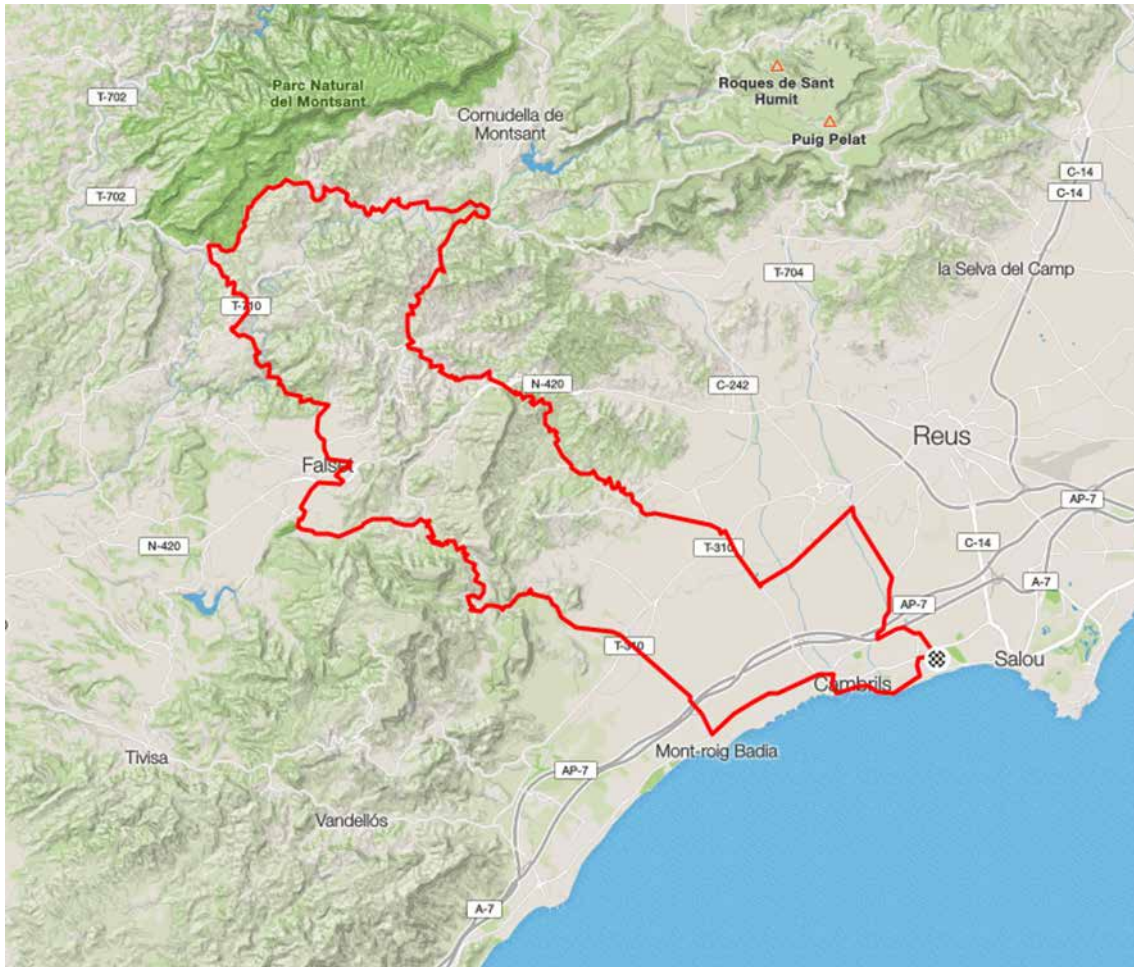 Parc Natural
del Montsant
T-702
Cornudella de
Montsant
Roques de Sant
Humit
Puig Pelat
C-14
C-14
T-702
T-704
la Selva del Camp
T-710
N-420
C-242
Reus
Falset
AP-7
N-420
T-310
C-14
A-7
AP-7
T-310
Salou
Cambrils
Mont-roig Badia
Tivisa
AP-7
Vandellós
A-7